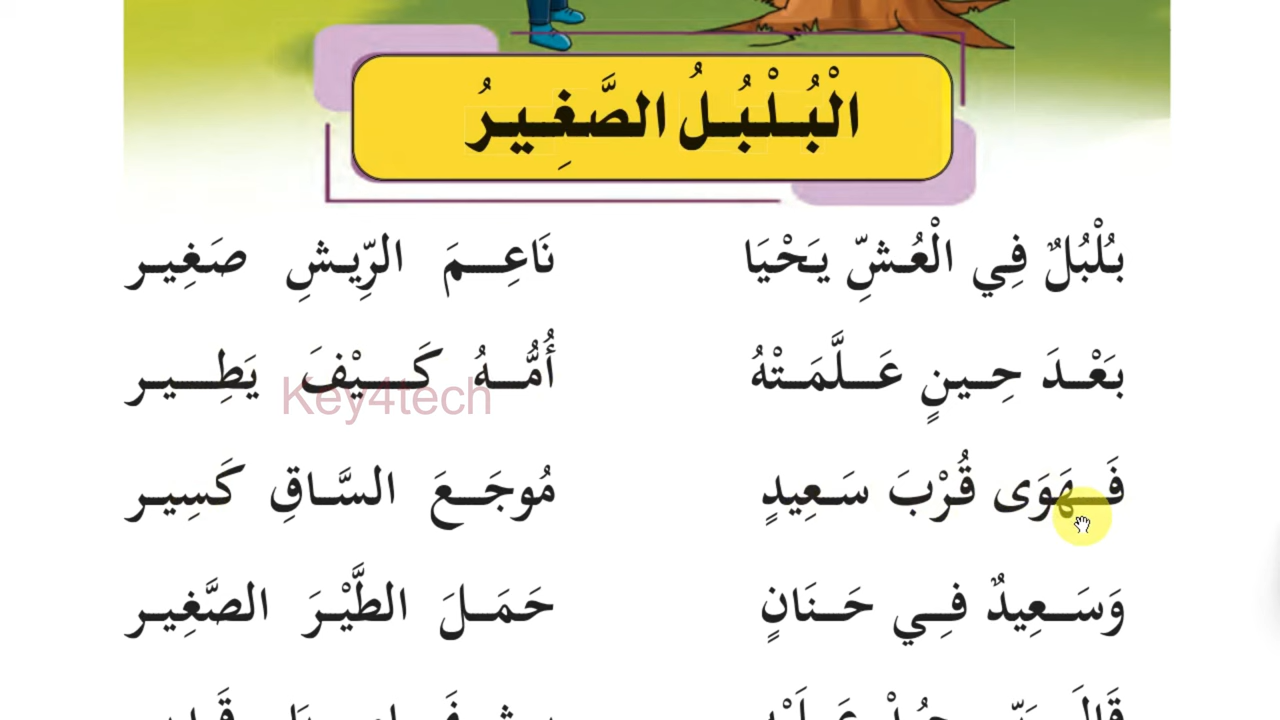 الْبُلْبُلُ الصَّغِيرُ
بُلْبُلٌ فِي الْعُشِّ يَحْيَا نَاعِمَ الرِّيشِ صَغِير
بَعْدَ حِينٍ عَلَّمَتْهُ أُمُّهُ كَيْفَ يَطِير
Key4tech
فَهَوَى قُرْبَ سَعِيدٍ مُوجَعَ السَّاقِ كَسِير
وَسَعِيدٌ فِي حَنَانٍ حَمَلَ الطَّيْرَ الصَّغِير